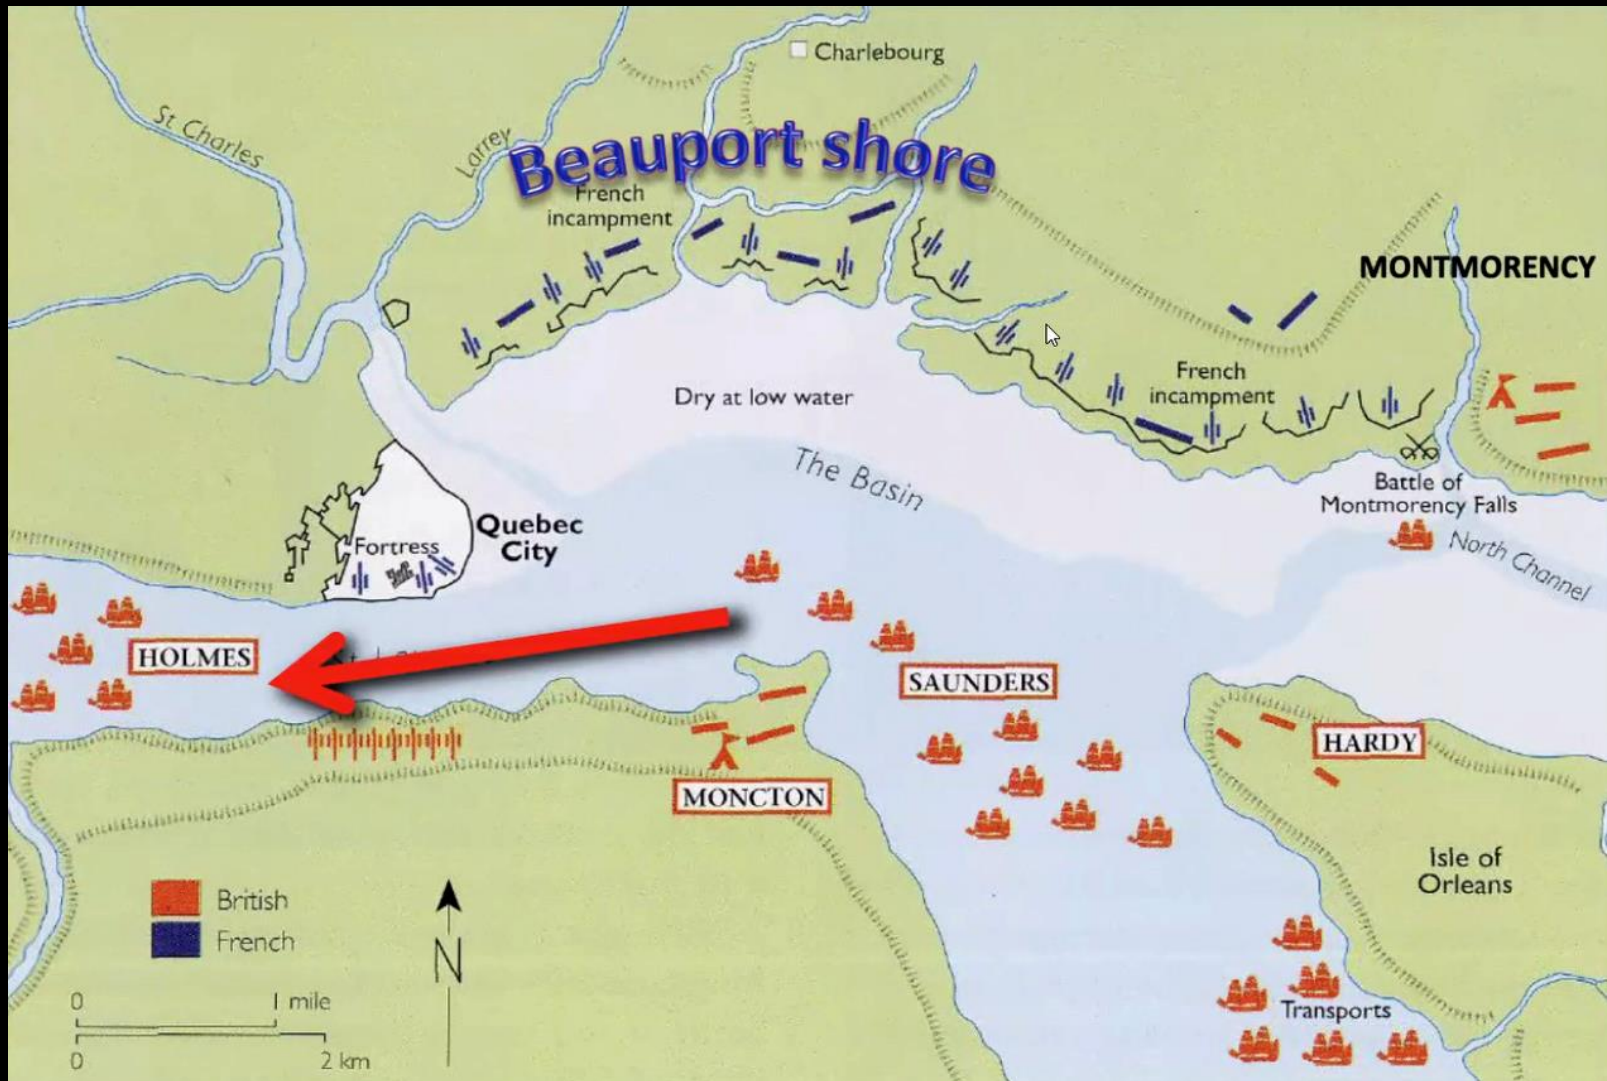 Charlebourg
St Charles
Larrey
Beauport shore
French
incampment
MONTMORENCY
Dry at low water
French
incampment
The Basin
Battle of
Montmorency Falls
North Channel
Quebec
City
Fortress
HOLMES
SAUNDERS
HARDY
MONCTON
Isle of
Orleans
British
French
N
0 1 mile
0 2 km
Transports